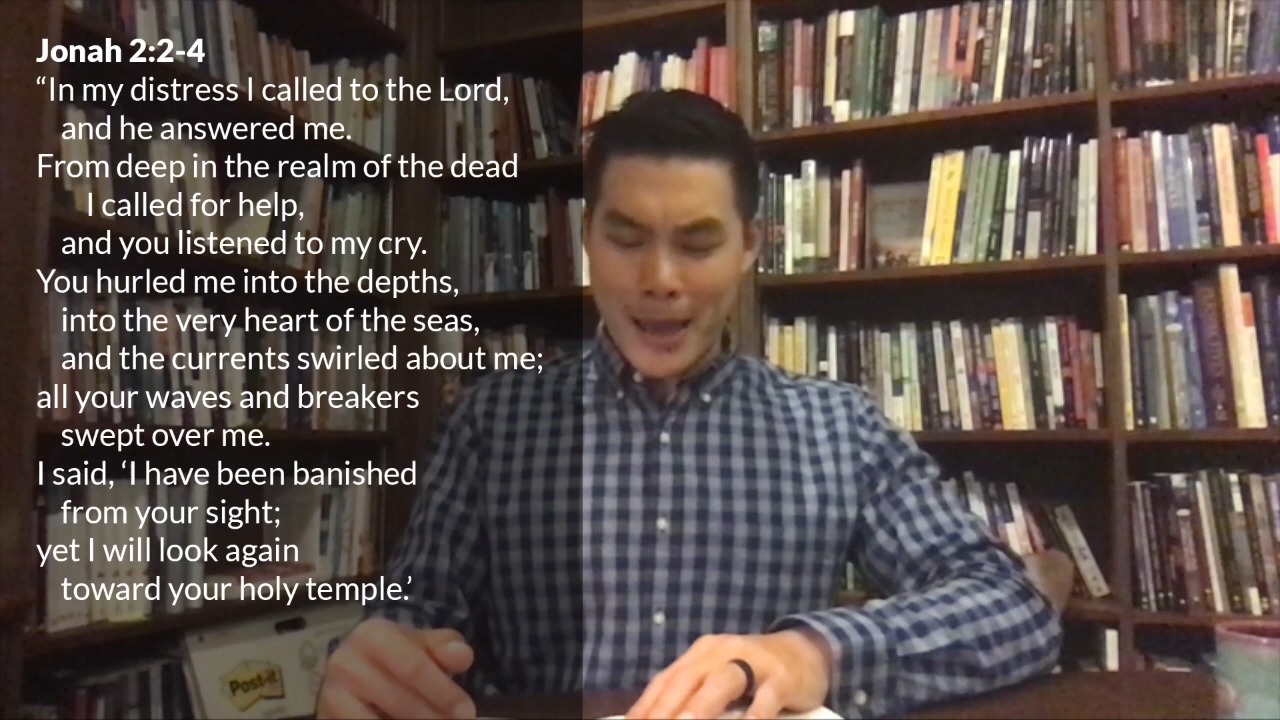 Jonah 2:2-4
“In my distress I called to the Lord,
and he answered me.
From deep in the realm of the dead
I called for help,
and you listened to my cry.
You hurled me into the depths,
into the very heart of the seas,
and the currents swirled about me;
all your waves and breakers
swept over me.
I said, ‘I have been banished
from your sight;
yet I will look again
toward your holy temple.’
Post-it